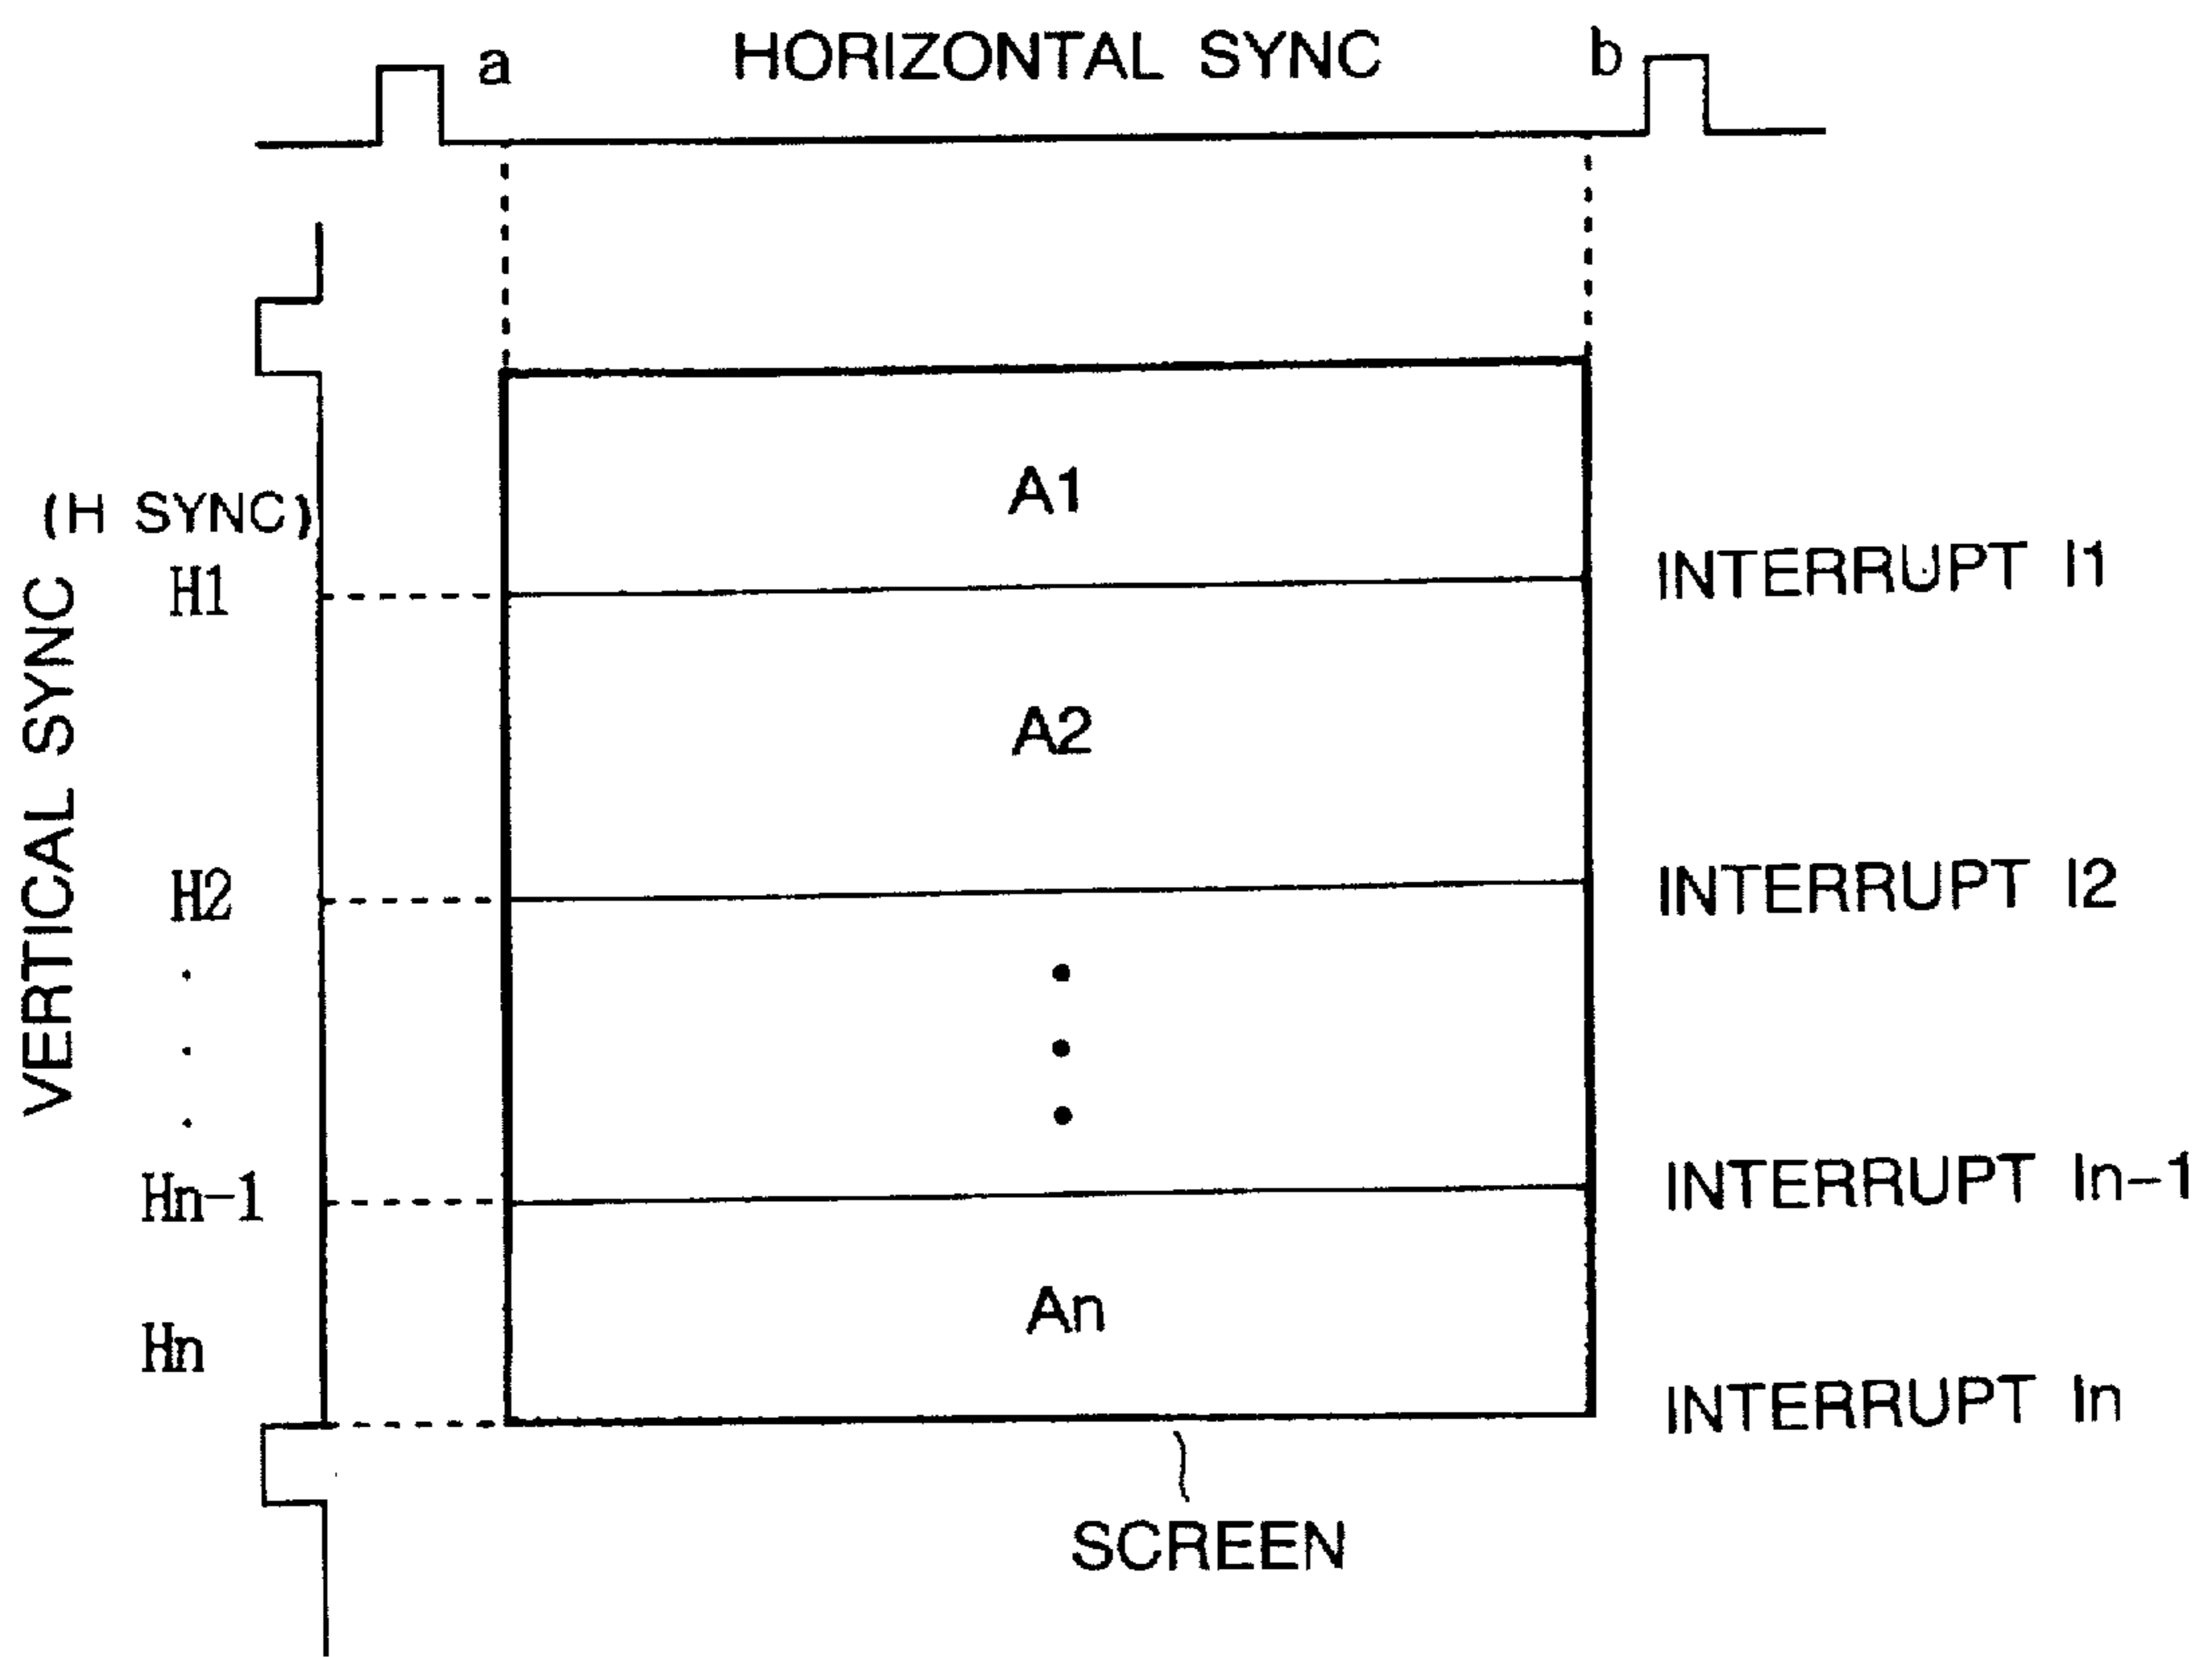 a HORIZONTAL SYNC b
A1
(H SYNC)
H1
INTERRUPT I1
VERTICAL SYNC
A2
H2
INTERRUPT I2
Hn-1
INTERRUPT In-1
An
Hn
INTERRUPT In
SCREEN